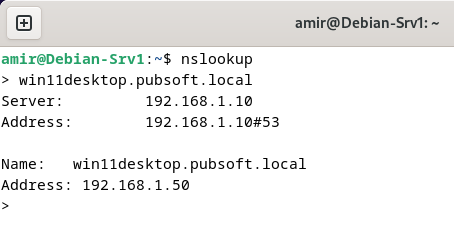 amir@Debian-Srv1: ~
amir@Debian-Srv1:~$ nslookup
> win11desktop.pubsoft.local
Server:         192.168.1.10
Address:        192.168.1.10#53

Name:   win11desktop.pubsoft.local
Address: 192.168.1.50
>